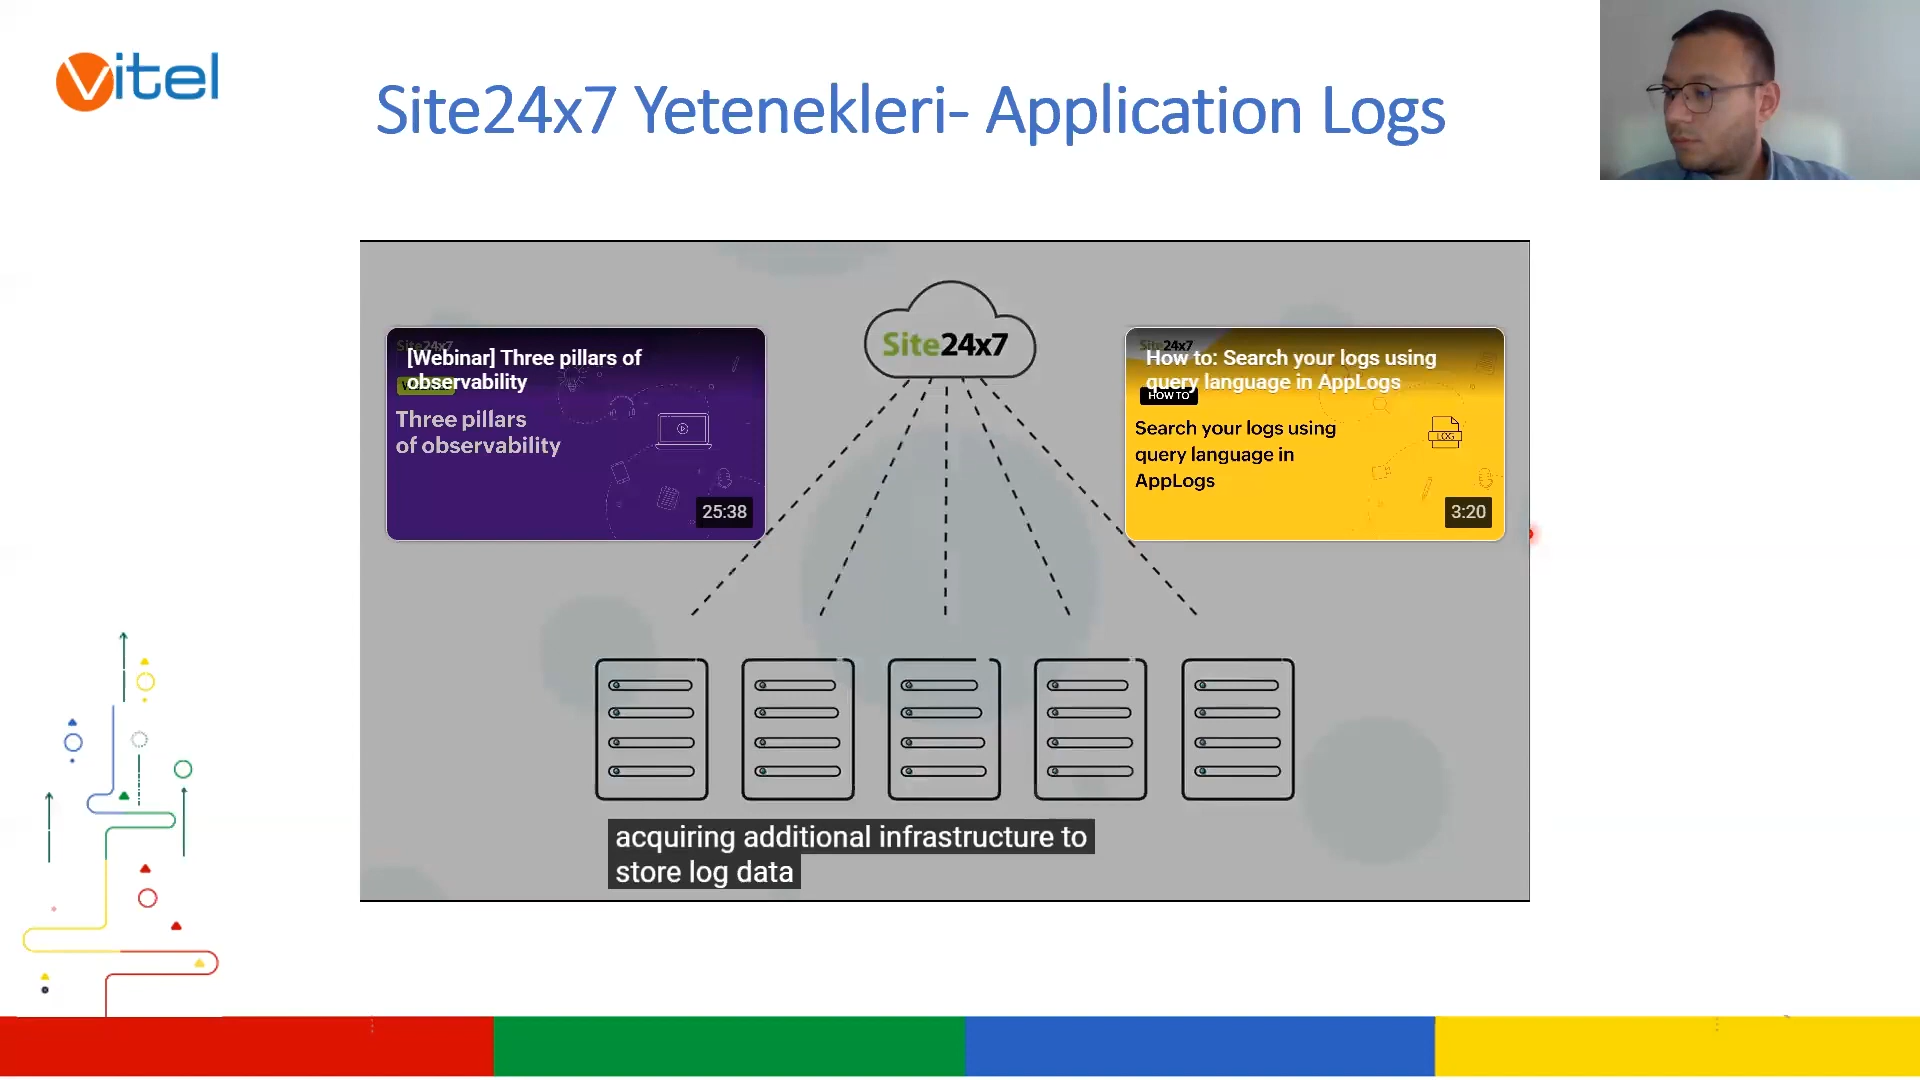 vitel
Site24x7 Yetenekleri- Application Logs
Site24x7
Site24x7
[Webinar] Three pillars of
observability
Three pillars
of observability
25:38
Site24x7
How to: Search your logs using
query language in AppLogs
HOW TO
Search your logs using
query language in
AppLogs
LOG
3:20
acquiring additional infrastructure to
store log data